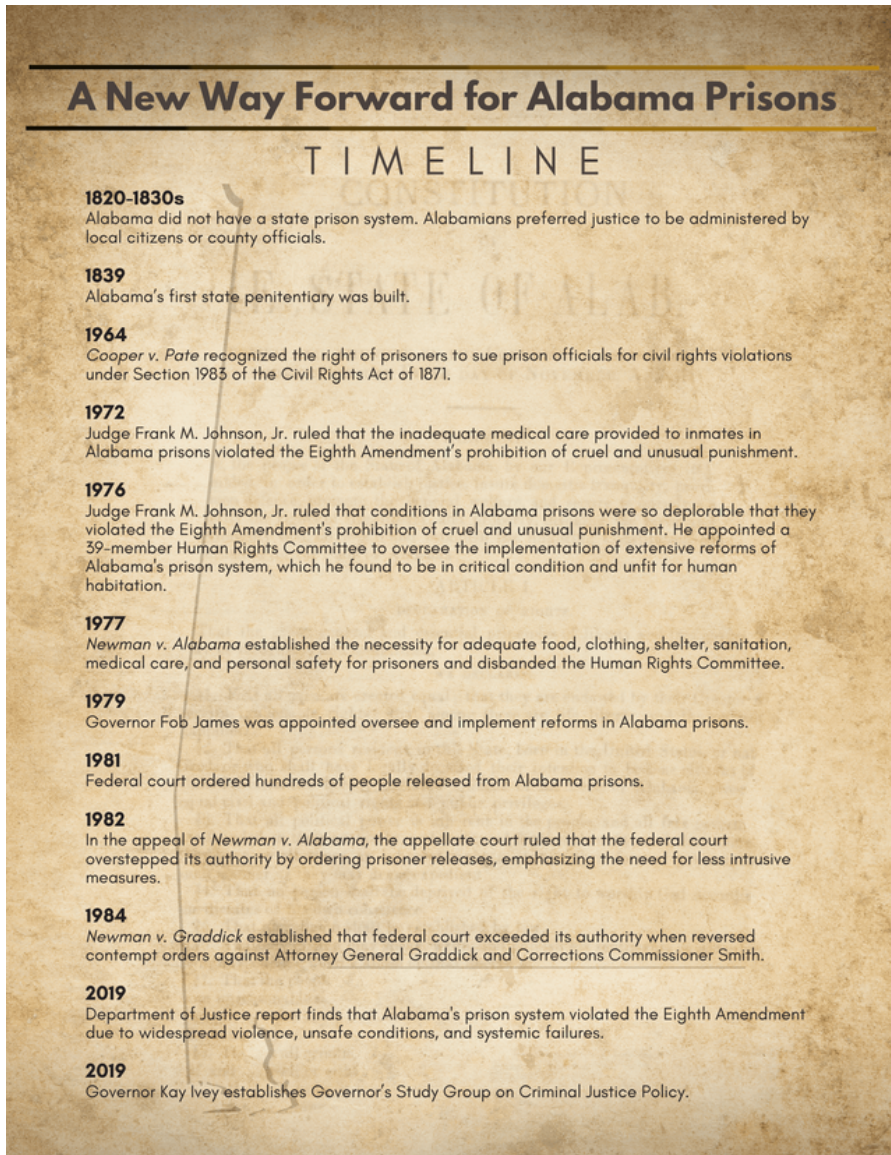 A New Way Forward for Alabama Prisons
TIMELINE
1820-1830s
Alabama did not have a state prison system. Alabamians preferred justice to be administered by
local citizens or county officials.
1839
Alabama's first state penitentiary was built.
1964
Cooper v. Pate recognized the right of prisoners to sue prison officials for civil rights violations
under Section 1983 of the Civil Rights Act of 1871.
1972
Judge Frank M. Johnson, Jr. ruled that the inadequate medical care provided to inmates in
Alabama prisons violated the Eighth Amendment's prohibition of cruel and unusual punishment.
1976
Judge Frank M. Johnson, Jr. ruled that conditions in Alabama prisons were so deplorable that they
violated the Eighth Amendment's prohibition of cruel and unusual punishment. He appointed a
39-member Human Rights Committee to oversee the implementation of extensive reforms of
Alabama's prison system, which he found to be in critical condition and unfit for human
habitation.
1977
Newman v. Alabama established the necessity for adequate food, clothing, shelter, sanitation,
medical care, and personal safety for prisoners and disbanded the Human Rights Committee.
1979
Governor Fob James was appointed oversee and implement reforms in Alabama prisons.
1981
Federal court ordered hundreds of people released from Alabama prisons.
1982
In the appeal of Newman v. Alabama, the appellate court ruled that the federal court
overstepped its authority by ordering prisoner releases, emphasizing the need for less intrusive
measures.
1984
Newman v. Graddick established that federal court exceeded its authority when reversed
contempt orders against Attorney General Graddick and Corrections Commissioner Smith.
2019
Department of Justice report finds that Alabama's prison system violated the Eighth Amendment
due to widespread violence, unsafe conditions, and systemic failures.
2019
Governor Kay Ivey establishes Governor's Study Group on Criminal Justice Policy.